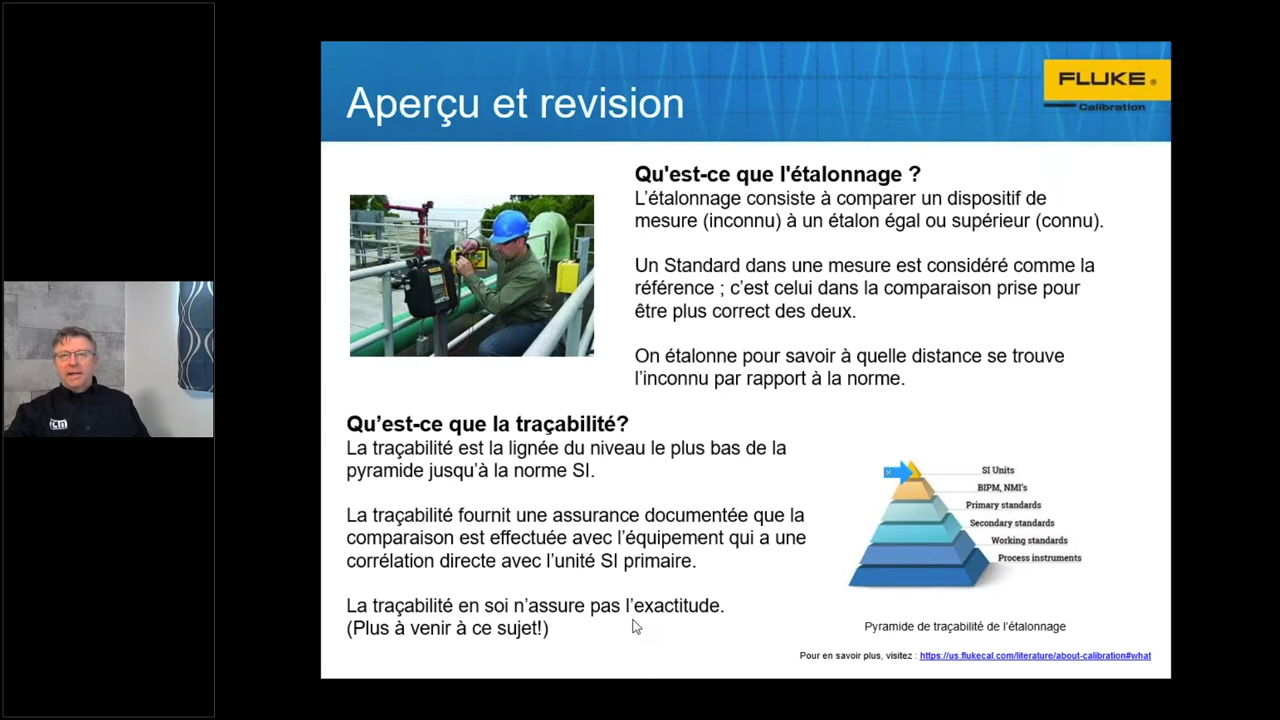 Aperçu et revision
FLUKE®
Calibration
Qu'est-ce que l'étalonnage ?
L’étalonnage consiste à comparer un dispositif de
mesure (inconnu) à un étalon égal ou supérieur (connu).
Un Standard dans une mesure est considéré comme la
référence ; c’est celui dans la comparaison prise pour
être plus correct des deux.
On étalonne pour savoir à quelle distance se trouve
l’inconnu par rapport à la norme.
Qu’est-ce que la traçabilité?
La traçabilité est la lignée du niveau le plus bas de la
pyramide jusqu’à la norme SI.
La traçabilité fournit une assurance documentée que la
comparaison est effectuée avec l’équipement qui a une
corrélation directe avec l’unité SI primaire.
La traçabilité en soi n’assure pas l’exactitude.
(Plus à venir à ce sujet!)
SI Units
BIPM, NMI's
Primary standards
Secondary standards
Working standards
Process instruments
Pyramide de traçabilité de l’étalonnage
Pour en savoir plus, visitez : https://us.flukecal.com/literature/about-calibration#what